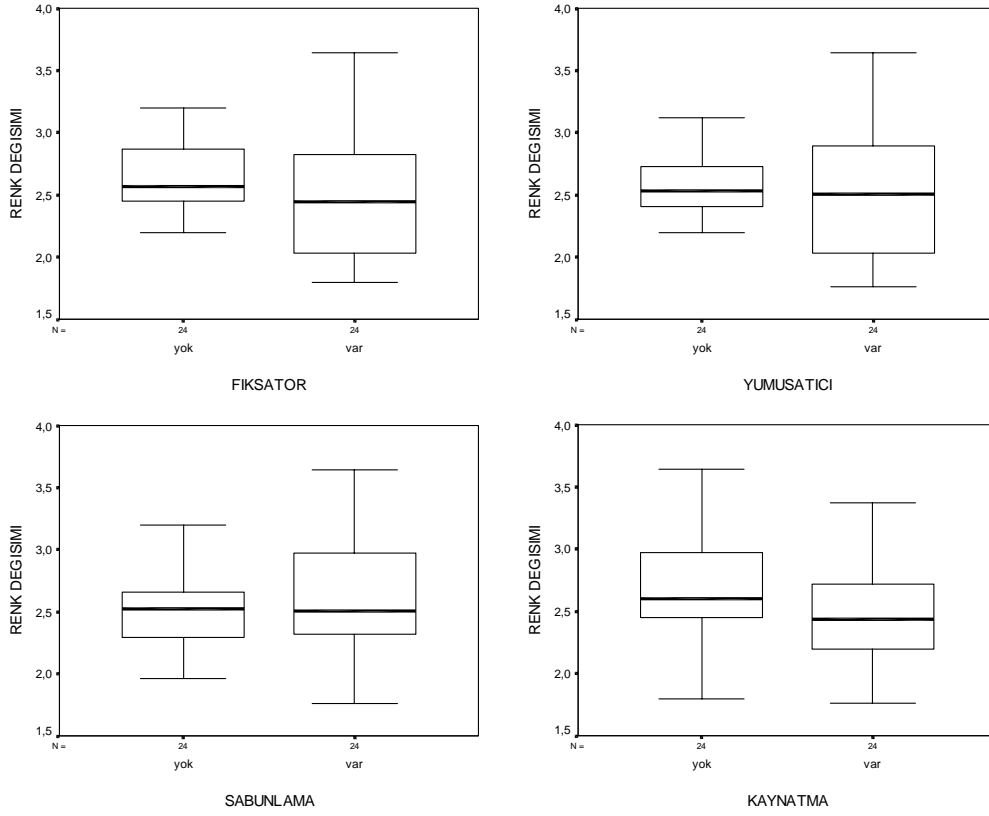 4,0
3,5
3,0
2,5
2,0
1,5
RENK DEGISIMI
N =
24
24
yok
var
FIKSATOR
4,0
3,5
3,0
2,5
2,0
1,5
RENK DEGISIMI
N =
24
24
yok
var
YUMUSATICI
4,0
3,5
3,0
2,5
2,0
1,5
RENK DEGISIMI
N =
24
24
yok
var
SABUNLAMA
4,0
3,5
3,0
2,5
2,0
1,5
RENK DEGISIMI
N =
24
24
yok
var
KAYNATMA